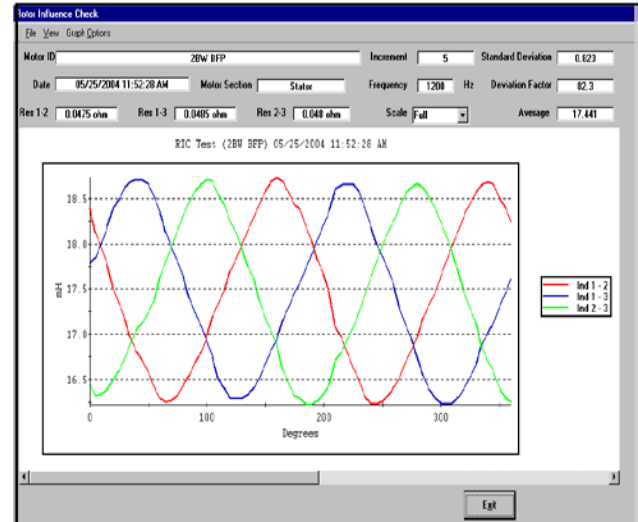 Rotor Influence Check
File View Graph Options
Motor ID 2BW BFP Increment 5 Standard Deviation 0.823
Date 05/25/2004 11:52:28 AM Motor Section Stator Frequency 1200 Hz Deviation Factor 82.3
Res 1-2 0.0475 ohm Res 1-3 0.0485 ohm Res 2-3 0.048 ohm Scale Full Average 17.441
RIC Test (2BW BFP) 05/25/2004 11:52:28 AM
18.5
18.0
17.5
17.0
16.5
mH
0 100 200 300
Degrees
Ind 1 - 2
Ind 1 - 3
Ind 2 - 3
Exit